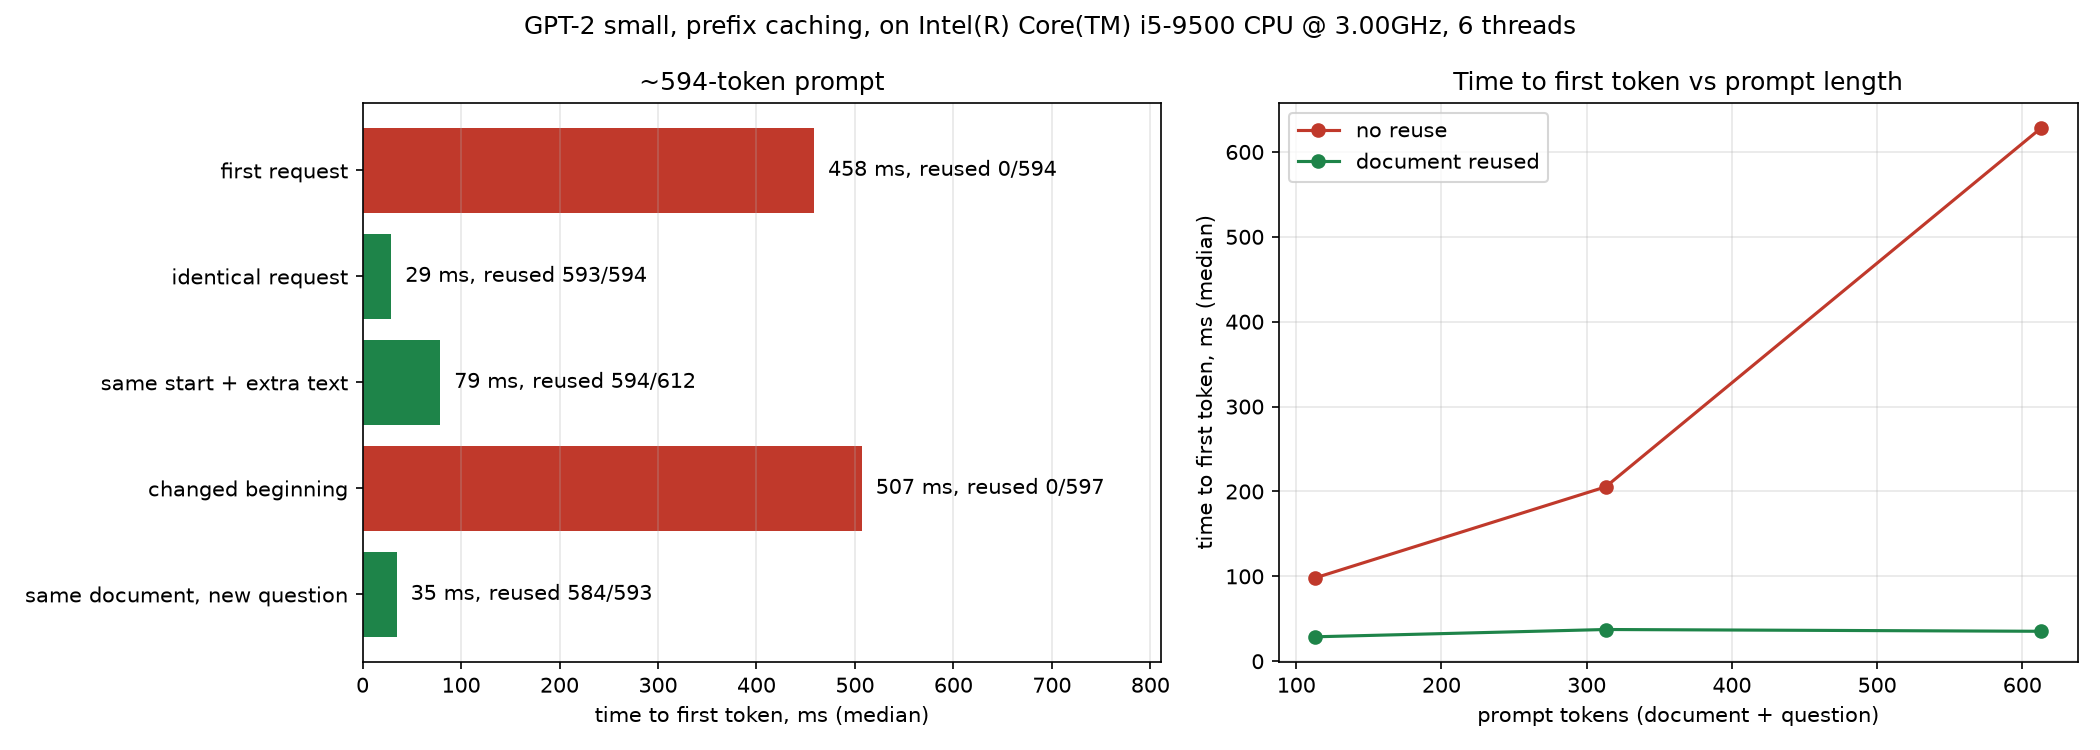 GPT-2 small, prefix caching, on Intel(R) Core(TM) i5-9500 CPU @ 3.00GHz, 6 threads
~594-token prompt
first request
458 ms, reused 0/594
identical request
29 ms, reused 593/594
same start + extra text
79 ms, reused 594/612
changed beginning
507 ms, reused 0/597
same document, new question
35 ms, reused 584/593
0 100 200 300 400 500 600 700 800
time to first token, ms (median)
Time to first token vs prompt length
no reuse
document reused
600
500
400
300
200
100
0
time to first token, ms (median)
100 200 300 400 500 600
prompt tokens (document + question)